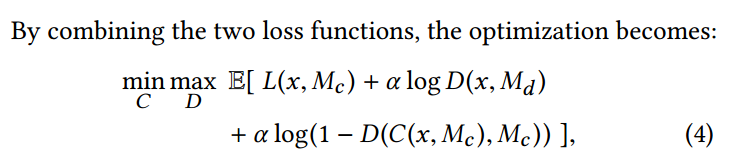 By combining the two loss functions, the optimization becomes:
min max 𝔼[ L(x, M_c) + α log D(x, M_d)
C D
+ α log(1 − D(C(x, M_c), M_c)) ], (4)